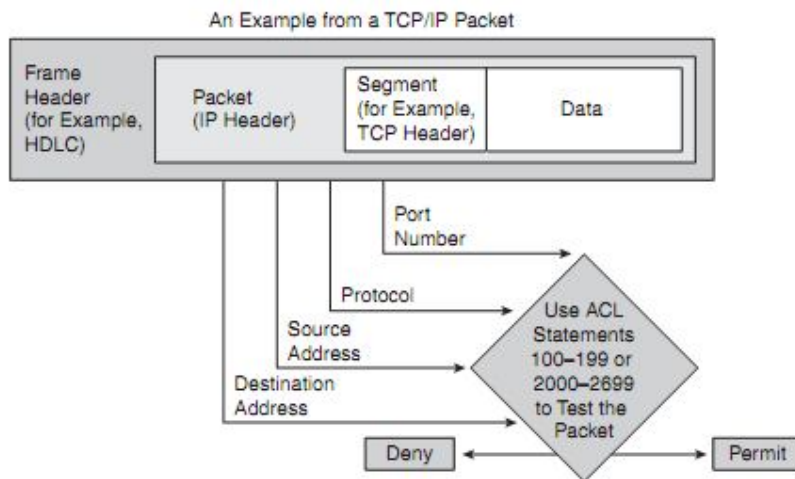 An Example from a TCP/IP Packet
Frame
Header
(for Example,
HDLC)
Packet
(IP Header)
Segment
(for Example,
TCP Header)
Data
Port
Number
Protocol
Source
Address
Destination
Address
Use ACL
Statements
100–199 or
2000–2699
to Test the
Packet
Deny
Permit